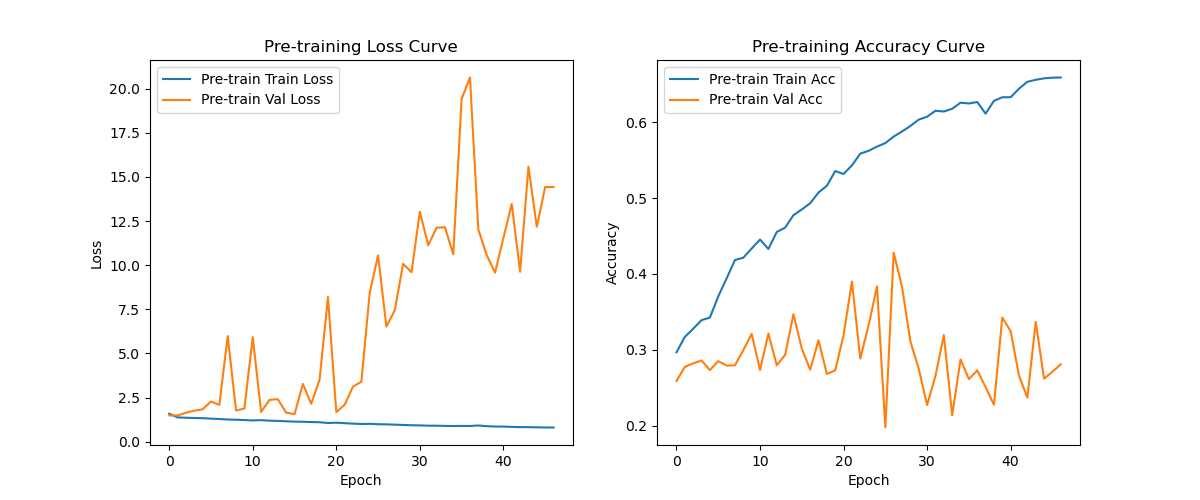 Pre-training Loss Curve
Pre-train Train Loss
Pre-train Val Loss
20.0
17.5
15.0
12.5
10.0
7.5
5.0
2.5
0.0
Loss
0 10 20 30 40
Epoch
Pre-training Accuracy Curve
Pre-train Train Acc
Pre-train Val Acc
0.6
0.5
0.4
0.3
0.2
Accuracy
0 10 20 30 40
Epoch